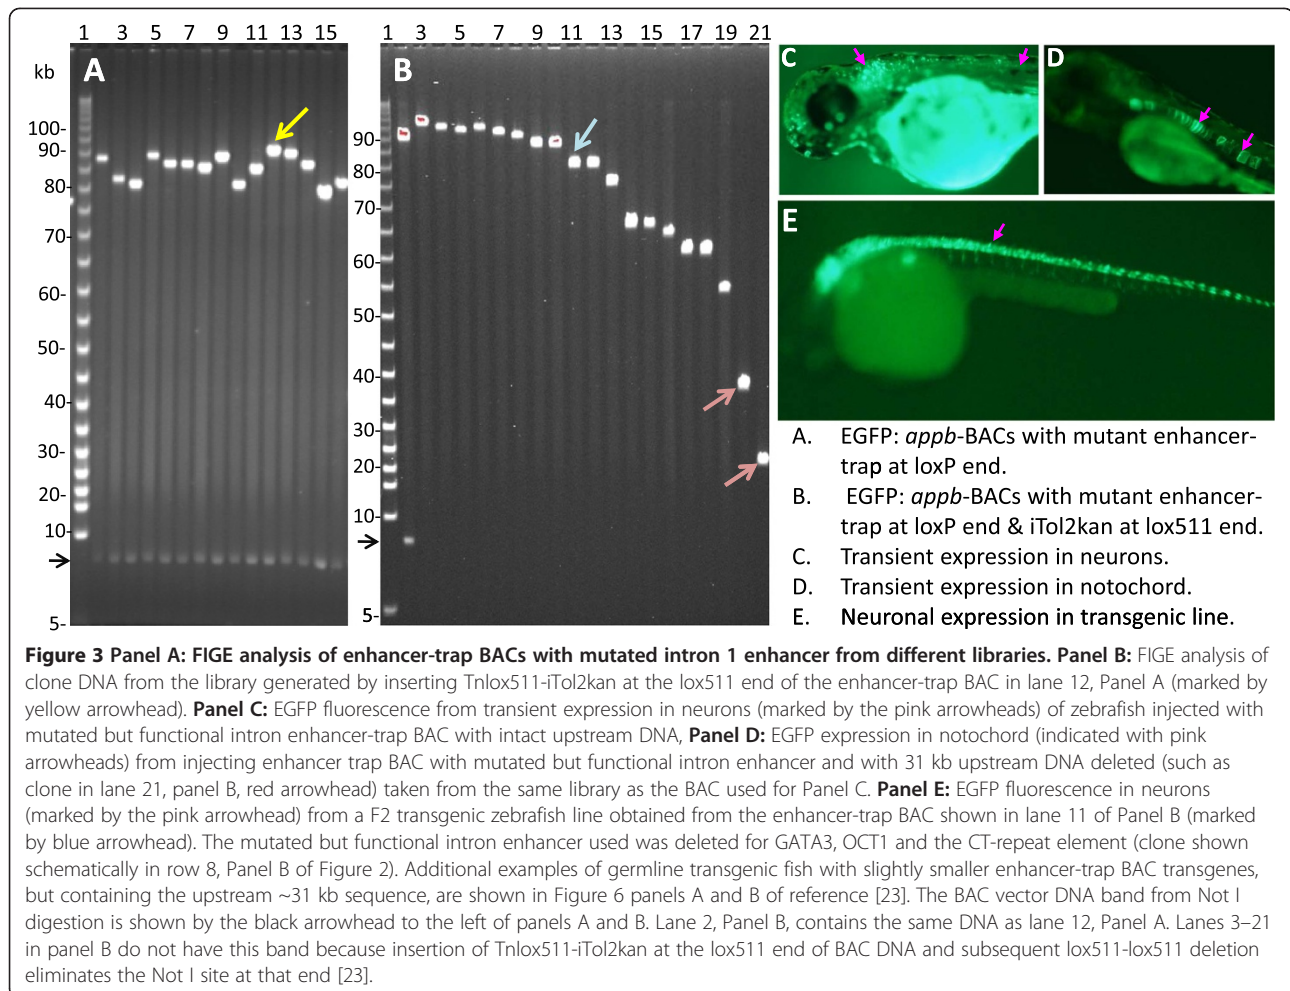 1 3 5 7 9 11 13 15
1 3 5 7 9 11 13 15 17 19 21
kb
A
B
C
D
E
100-
90-
80-
70-
60-
50-
40-
30-
20-
10-
5-
90-
80-
70-
60-
50-
40-
30-
20-
10-
5-
A. EGFP: appb-BACs with mutant enhancer-
trap at loxP end.
B. EGFP: appb-BACs with mutant enhancer-
trap at loxP end & iTol2kan at lox511 end.
C. Transient expression in neurons.
D. Transient expression in notochord.
E. Neuronal expression in transgenic line.
Figure 3 Panel A: FIGE analysis of enhancer-trap BACs with mutated intron 1 enhancer from different libraries. Panel B: FIGE analysis of
clone DNA from the library generated by inserting Tnlox511-iTol2kan at the lox511 end of the enhancer-trap BAC in lane 12, Panel A (marked by
yellow arrowhead). Panel C: EGFP fluorescence from transient expression in neurons (marked by the pink arrowheads) of zebrafish injected with
mutated but functional intron enhancer-trap BAC with intact upstream DNA, Panel D: EGFP expression in notochord (indicated with pink
arrowheads) from injecting enhancer trap BAC with mutated but functional intron enhancer and with 31 kb upstream DNA deleted (such as
clone in lane 21, panel B, red arrowhead) taken from the same library as the BAC used for Panel C. Panel E: EGFP fluorescence in neurons
(marked by the pink arrowhead) from a F2 transgenic zebrafish line obtained from the enhancer-trap BAC shown in lane 11 of Panel B (marked
by blue arrowhead). The mutated but functional intron enhancer used was deleted for GATA3, OCT1 and the CT-repeat element (clone shown
schematically in row 8, Panel B of Figure 2). Additional examples of germline transgenic fish with slightly smaller enhancer-trap BAC transgenes,
but containing the upstream ~31 kb sequence, are shown in Figure 6 panels A and B of reference [23]. The BAC vector DNA band from Not I
digestion is shown by the black arrowhead to the left of panels A and B. Lane 2, Panel B, contains the same DNA as lane 12, Panel A. Lanes 3–21
in panel B do not have this band because insertion of Tnlox511-iTol2kan at the lox511 end of BAC DNA and subsequent lox511-lox511 deletion
eliminates the Not I site at that end [23].